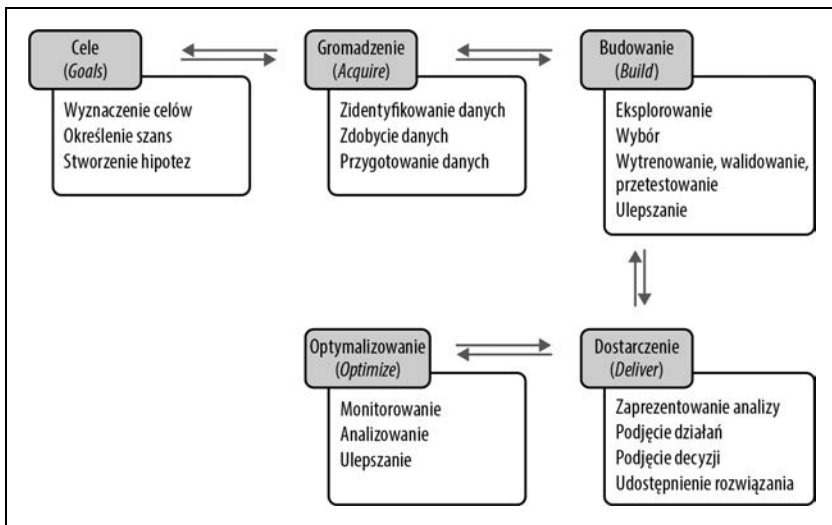 Cele
(Goals)
Wyznaczenie celów
Określenie szans
Stworzenie hipotez
Gromadzenie
(Acquire)
Zidentyfikowanie danych
Zdobycie danych
Przygotowanie danych
Budowanie
(Build)
Eksplorowanie
Wybór
Wytrenowanie, walidowanie,
przetestowanie
Ulepszanie
Optymalizowanie
(Optimize)
Monitorowanie
Analizowanie
Ulepszanie
Dostarczenie
(Deliver)
Zaprezentowanie analizy
Podjęcie działań
Podjęcie decyzji
Udostępnienie rozwiązania